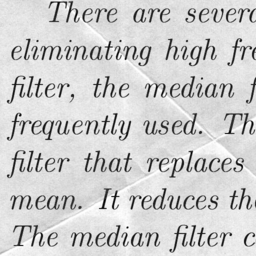 There are severa
eliminating high fre
filter, the median f
frequently used. Th
filter that replaces
mean. It reduces the
The median filter c